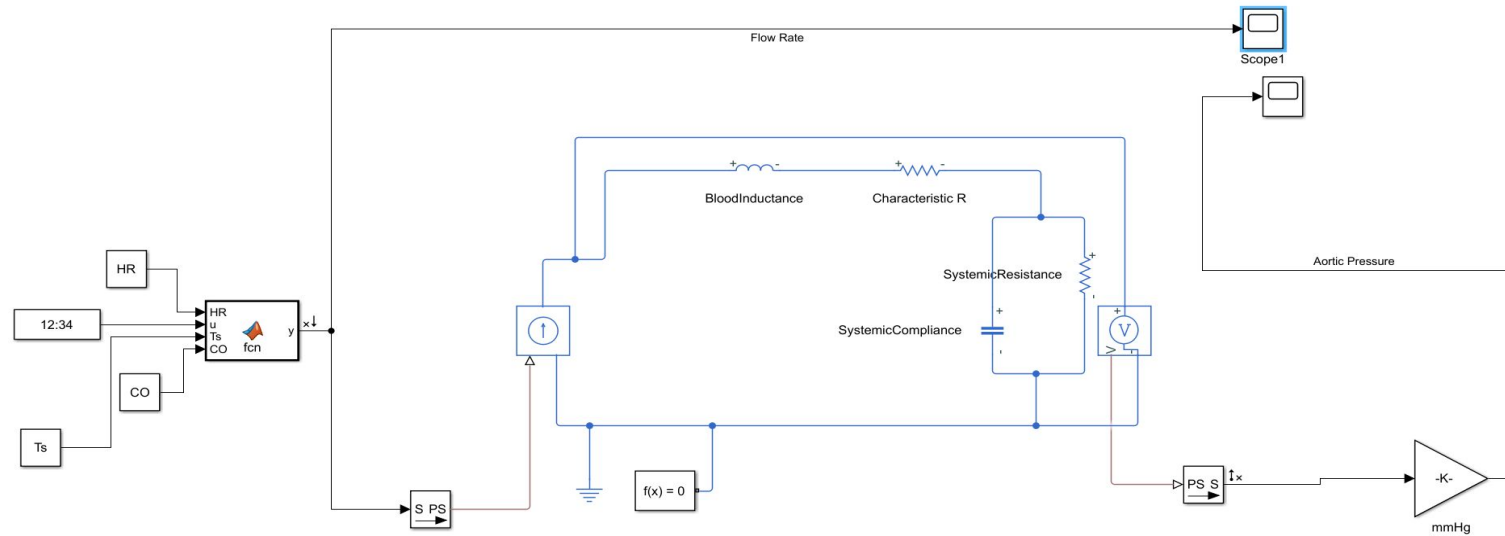 Flow Rate
Scope1
BloodInductance
Characteristic R
Aortic Pressure
SystemicResistance
SystemicCompliance
HR
12:34
HR
u
Ts
CO
fcn
y
CO
Ts
V
V
S PS
f(x) = 0
PS S
-K-
mmHg